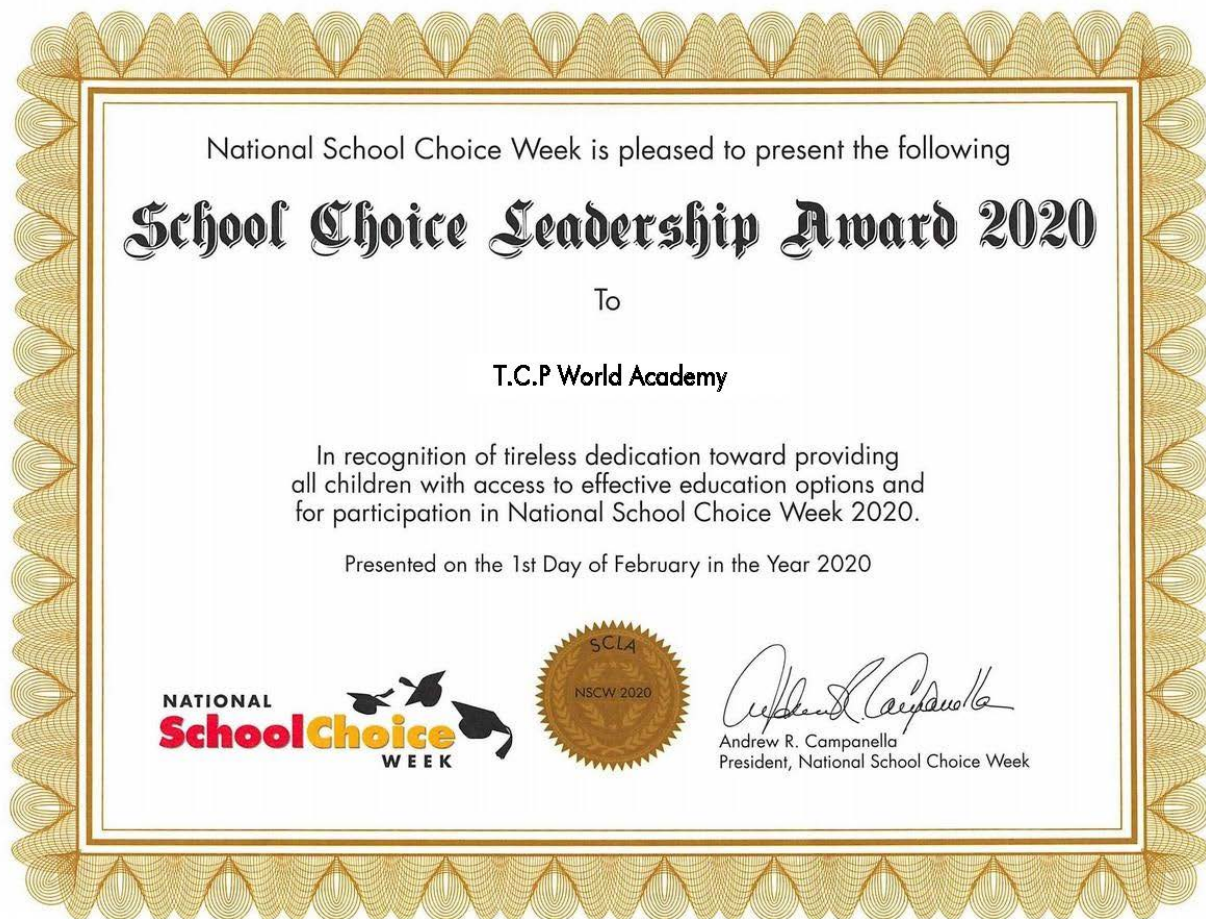 National School Choice Week is pleased to present the following
School Choice Leadership Award 2020
To
T.C.P World Academy
In recognition of tireless dedication toward providing
all children with access to effective education options and
for participation in National School Choice Week 2020.
Presented on the 1st Day of February in the Year 2020
NATIONAL
SchoolChoice
WEEK
SCLA
NSCW 2020
Andrew R. Campanella
Andrew R. Campanella
President, National School Choice Week